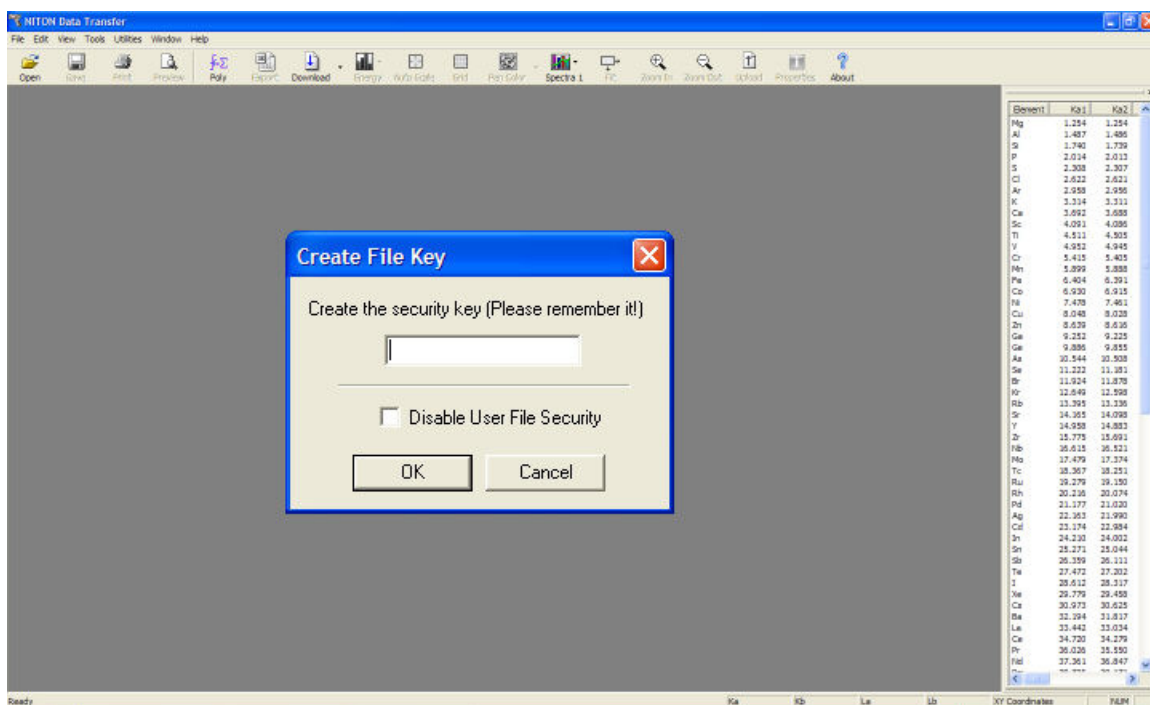 NITON Data Transfer
File Edit View Tools Utilities Window Help
Open Save Print Preview Poly Export Download Energy Auto Scale Grid Pen Color Spectra 1 Fit Zoom In Zoom Out Upload Properties About
Element Ka1 Ka2
Mg 1.254 1.254
Al 1.487 1.486
Si 1.740 1.739
P 2.014 2.013
S 2.308 2.307
Cl 2.622 2.621
Ar 2.958 2.956
K 3.314 3.311
Ca 3.692 3.688
Sc 4.091 4.086
Ti 4.511 4.505
V 4.952 4.945
Cr 5.415 5.405
Mn 5.899 5.888
Fe 6.404 6.391
Co 6.930 6.915
Ni 7.478 7.461
Cu 8.048 8.028
Zn 8.639 8.616
Ga 9.252 9.225
Ge 9.886 9.855
As 10.544 10.508
Se 11.222 11.181
Br 11.924 11.878
Kr 12.649 12.598
Rb 13.395 13.336
Sr 14.165 14.098
Y 14.958 14.883
Zr 15.775 15.691
Nb 16.615 16.521
Mo 17.479 17.374
Tc 18.367 18.251
Ru 19.279 19.150
Rh 20.216 20.074
Pd 21.177 21.020
Ag 22.163 21.990
Cd 23.174 22.984
In 24.210 24.002
Sn 25.271 25.044
Sb 26.359 26.111
Te 27.472 27.202
I 28.612 28.317
Xe 29.779 29.458
Cs 30.973 30.625
Ba 32.194 31.817
La 33.442 33.034
Ce 34.720 34.279
Pr 36.026 35.550
Nd 37.361 36.847
Create File Key
Create the security key (Please remember it!)
Disable User File Security
OK Cancel
Ready Ka Kb La Lb XY Coordinates NUM